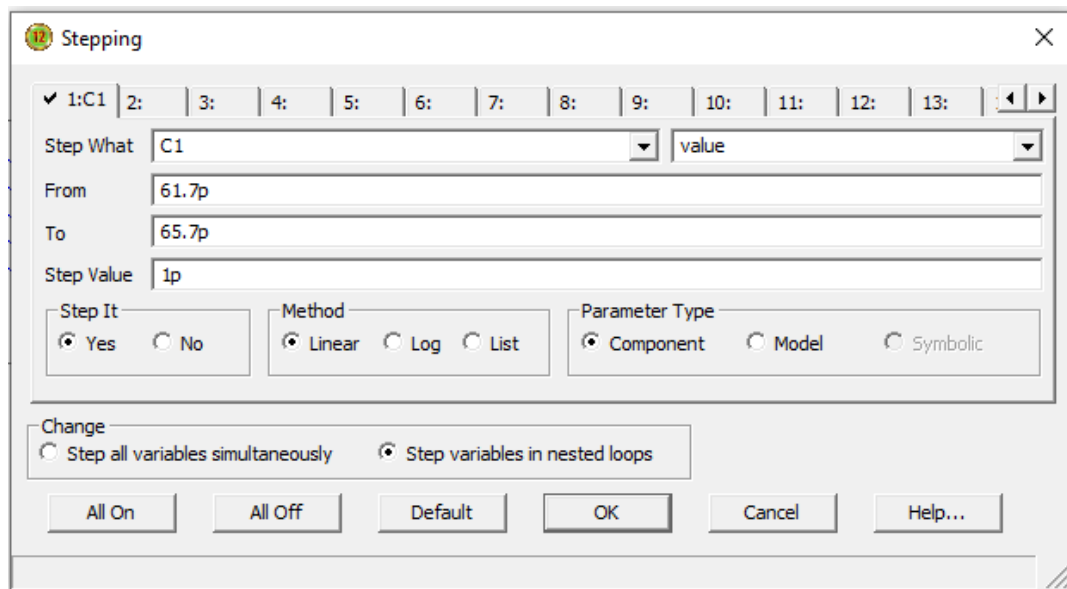 12 Stepping
1:C1 2: 3: 4: 5: 6: 7: 8: 9: 10: 11: 12: 13:
Step What C1 value
From 61.7p
To 65.7p
Step Value 1p
Step It Method Parameter Type
Yes No Linear Log List Component Model Symbolic
Change
Step all variables simultaneously Step variables in nested loops
All On All Off Default OK Cancel Help...